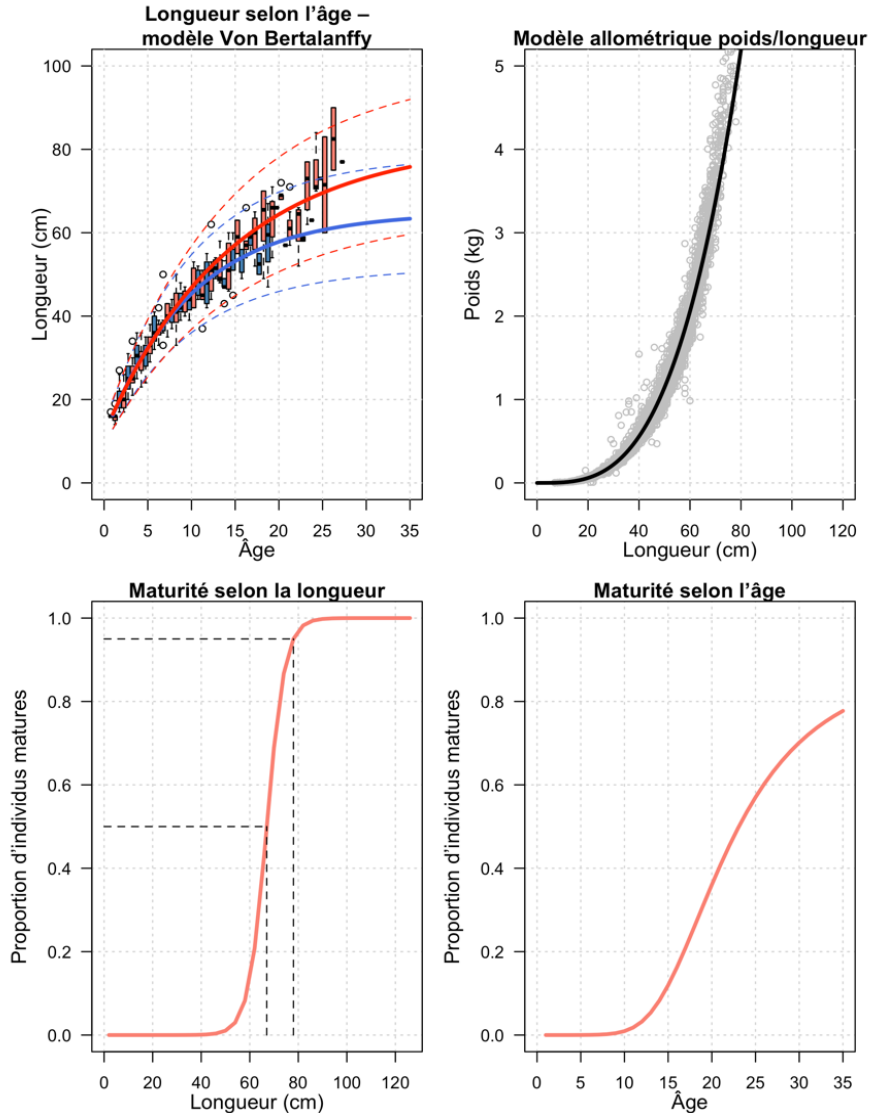 Longueur selon l'âge –
modèle Von Bertalanffy
100
80
60
40
20
0
Longueur (cm)
0 5 10 15 20 25 30 35
Âge
Modèle allométrique poids/longueur
5
4
3
2
1
0
Poids (kg)
0 20 40 60 80 100 120
Longueur (cm)
Maturité selon la longueur
1.0
0.8
0.6
0.4
0.2
0.0
Proportion d'individus matures
0 20 40 60 80 100 120
Longueur (cm)
Maturité selon l'âge
1.0
0.8
0.6
0.4
0.2
0.0
Proportion d'individus matures
0 5 10 15 20 25 30 35
Âge